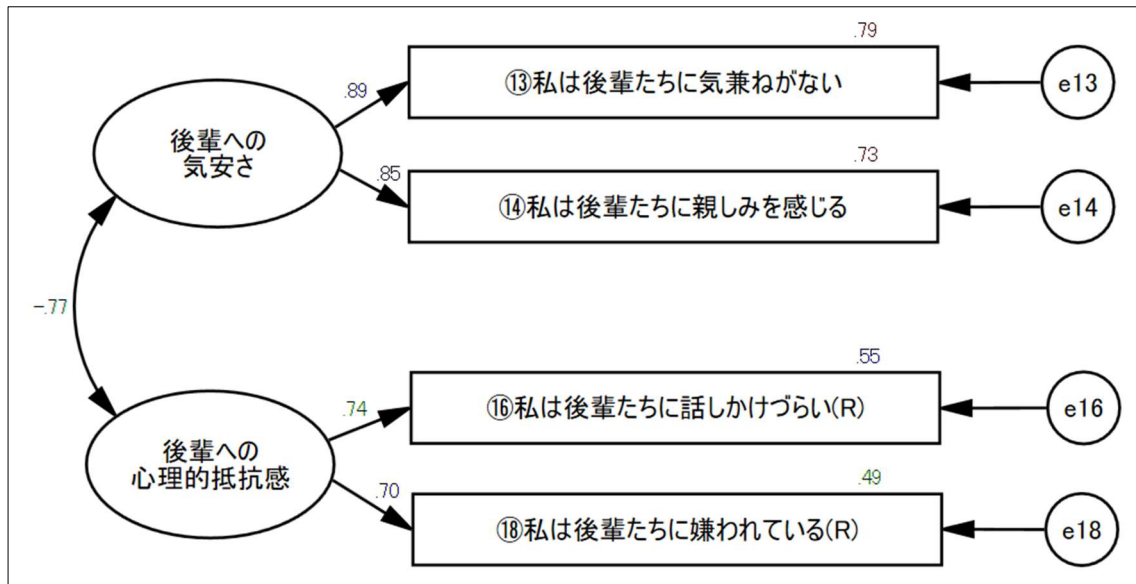 .79
⑬私は後輩たちに気兼ねがない
e13
.89
後輩への
気安さ
.73
.85
⑭私は後輩たちに親しみを感じる
e14
-.77
.55
.74
⑯私は後輩たちに話しかけづらい(R)
e16
後輩への
心理的抵抗感
.49
.70
⑱私は後輩たちに嫌われている(R)
e18